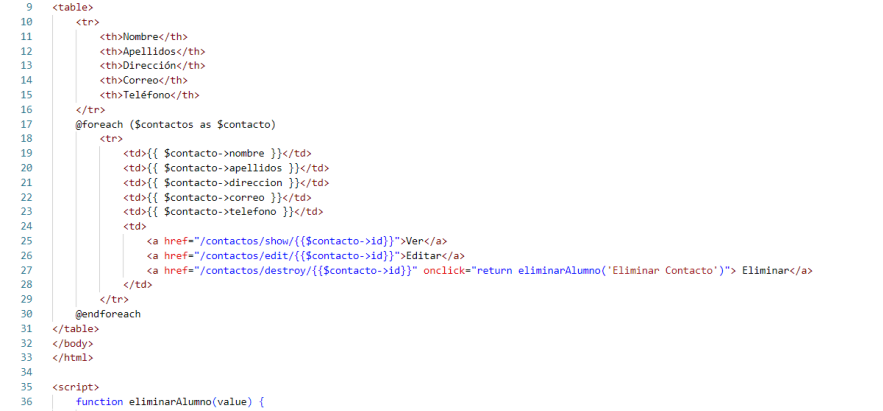 9 <table>
10 <tr>
11 <th>Nombre</th>
12 <th>Apellidos</th>
13 <th>Dirección</th>
14 <th>Correo</th>
15 <th>Teléfono</th>
16 </tr>
17 @foreach ($contactos as $contacto)
18 <tr>
19 <td>{{ $contacto->nombre }}</td>
20 <td>{{ $contacto->apellidos }}</td>
21 <td>{{ $contacto->direccion }}</td>
22 <td>{{ $contacto->correo }}</td>
23 <td>{{ $contacto->telefono }}</td>
24 <td>
25 <a href="/contactos/show/{{$contacto->id}}">Ver</a>
26 <a href="/contactos/edit/{{$contacto->id}}">Editar</a>
27 <a href="/contactos/destroy/{{$contacto->id}}" onclick="return eliminarAlumno('Eliminar Contacto')"> Eliminar</a>
28 </td>
29 </tr>
30 @endforeach
31 </table>
32 </body>
33 </html>
34
35 <script>
36 function eliminarAlumno(value) {